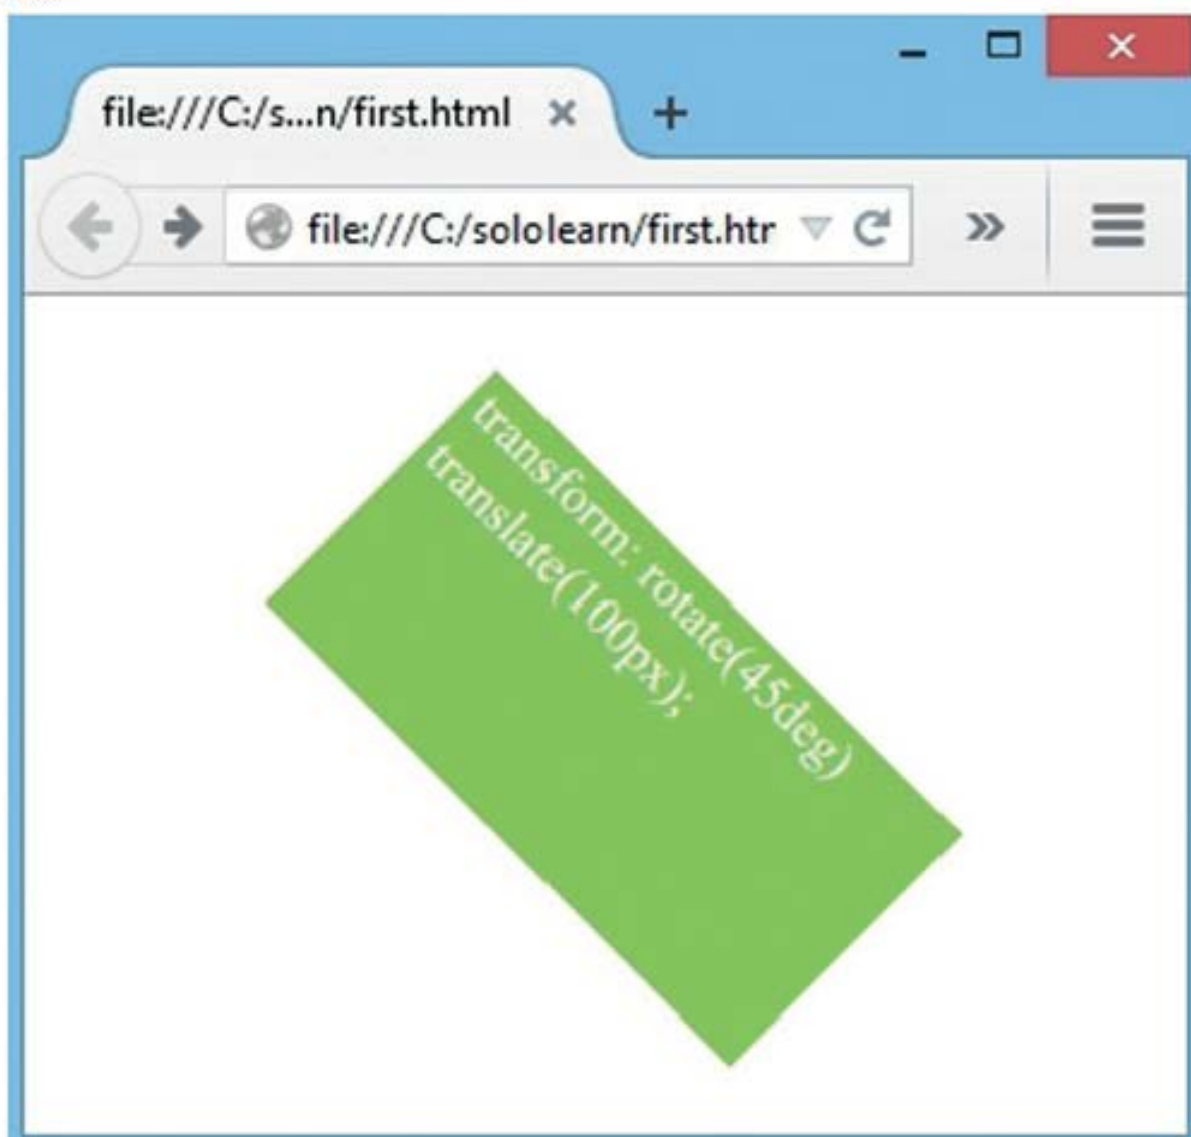 file:///C:/s...n/first.html
file:///C:/sololearn/first.htr
transform: rotate(45deg)
translate(100px);